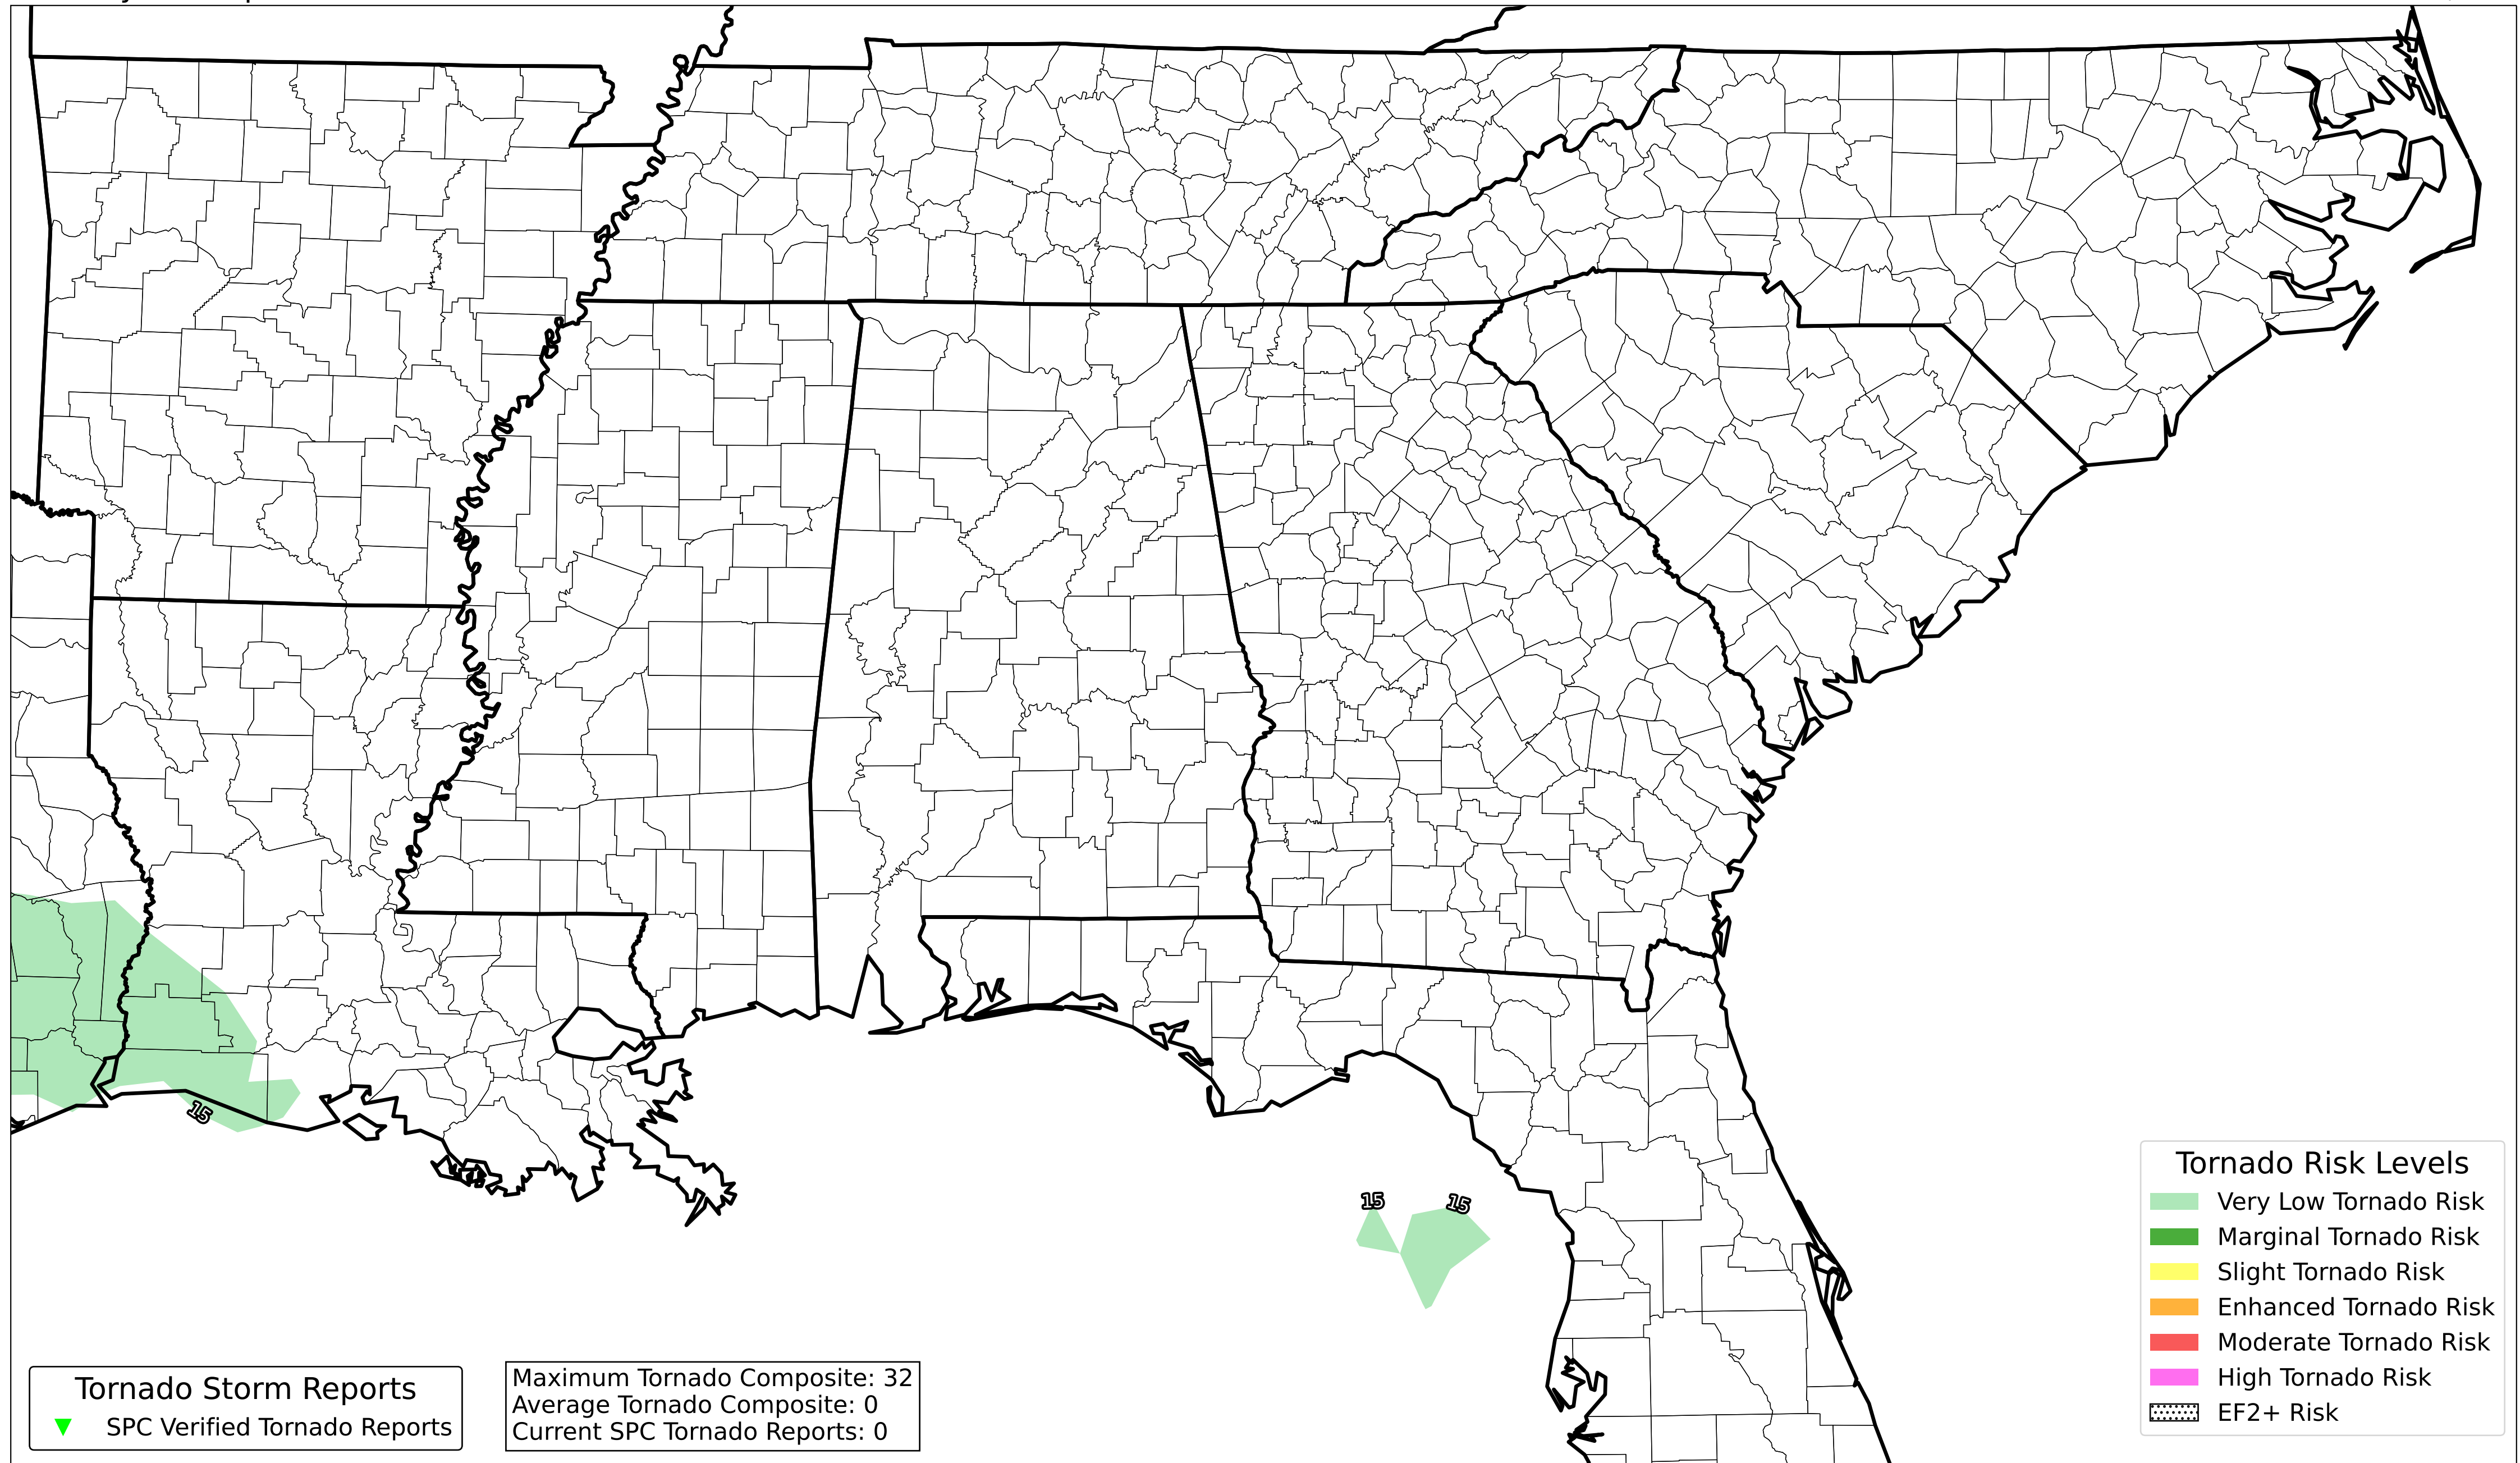 15
15
15
Tornado Risk Levels
Very Low Tornado Risk
Marginal Tornado Risk
Slight Tornado Risk
Enhanced Tornado Risk
Moderate Tornado Risk
High Tornado Risk
EF2+ Risk
Tornado Storm Reports
SPC Verified Tornado Reports
Maximum Tornado Composite: 32
Average Tornado Composite: 0
Current SPC Tornado Reports: 0